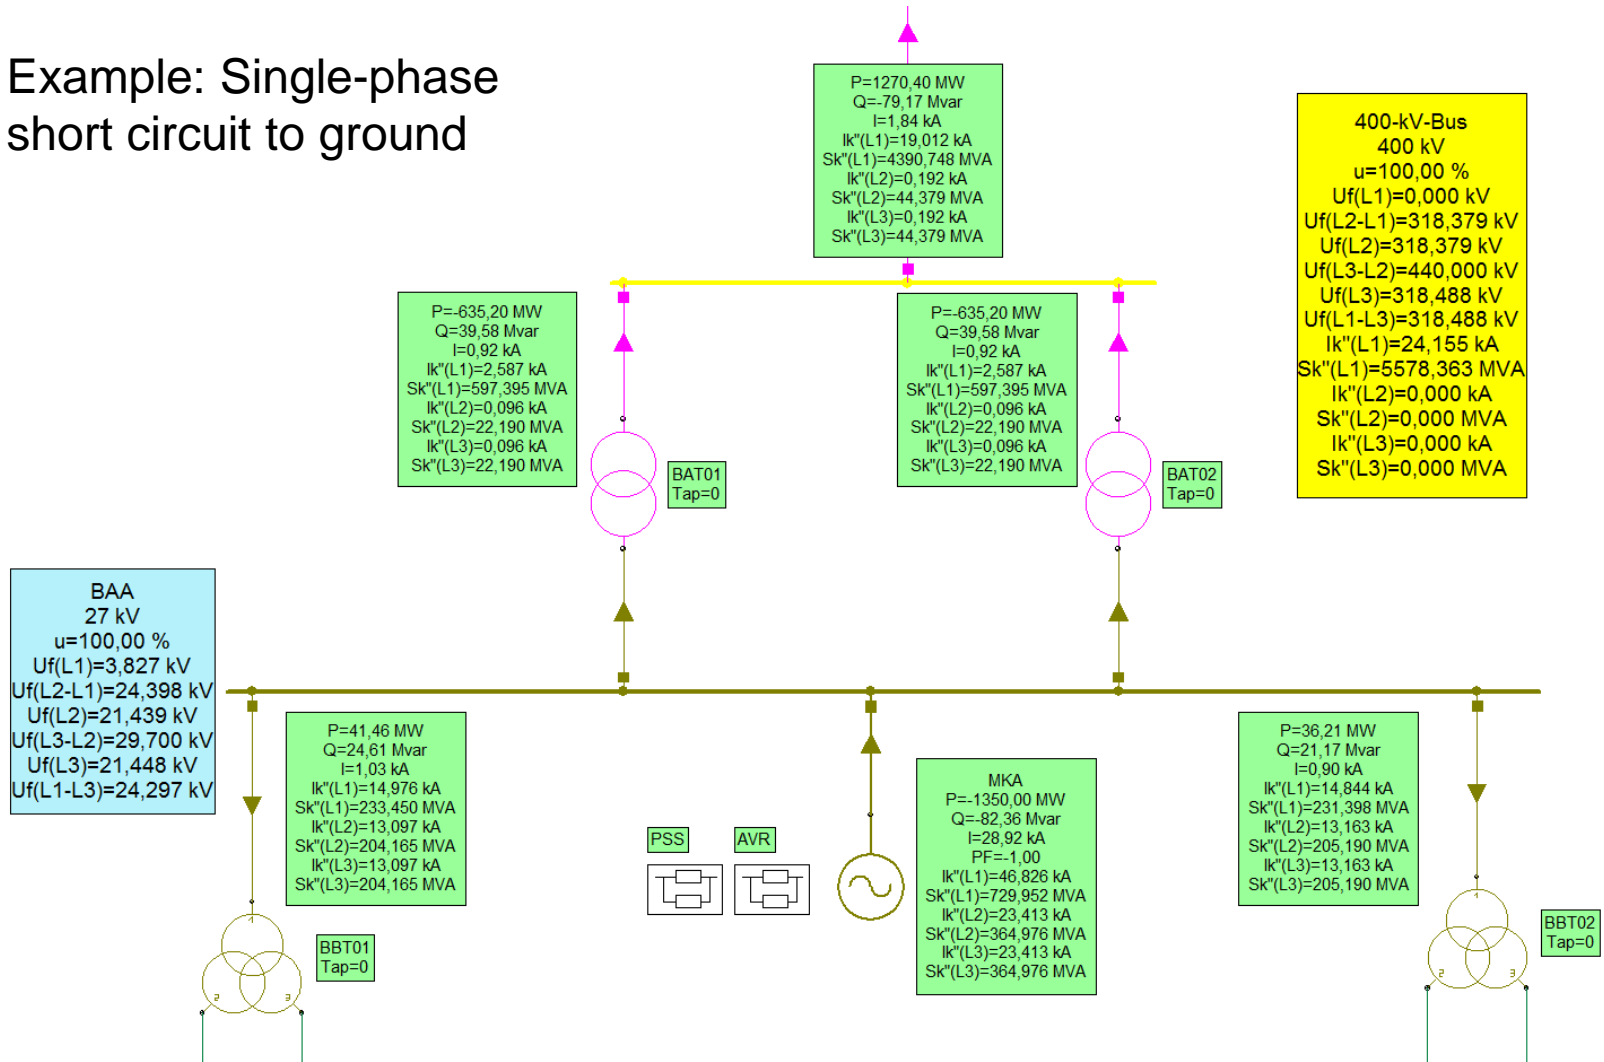 Example: Single-phase
short circuit to ground
P=1270,40 MW
Q=-79,17 Mvar
I=1,84 kA
Ik"(L1)=19,012 kA
Sk"(L1)=4390,748 MVA
Ik"(L2)=0,192 kA
Sk"(L2)=44,379 MVA
Ik"(L3)=0,192 kA
Sk"(L3)=44,379 MVA
400-kV-Bus
400 kV
u=100,00 %
Uf(L1)=0,000 kV
Uf(L2-L1)=318,379 kV
Uf(L2)=318,379 kV
Uf(L3-L2)=440,000 kV
Uf(L3)=318,488 kV
Uf(L1-L3)=318,488 kV
Ik"(L1)=24,155 kA
Sk"(L1)=5578,363 MVA
Ik"(L2)=0,000 kA
Sk"(L2)=0,000 MVA
Ik"(L3)=0,000 kA
Sk"(L3)=0,000 MVA
P=-635,20 MW
Q=39,58 Mvar
I=0,92 kA
Ik"(L1)=2,587 kA
Sk"(L1)=597,395 MVA
Ik"(L2)=0,096 kA
Sk"(L2)=22,190 MVA
Ik"(L3)=0,096 kA
Sk"(L3)=22,190 MVA
BAT01
Tap=0
P=-635,20 MW
Q=39,58 Mvar
I=0,92 kA
Ik"(L1)=2,587 kA
Sk"(L1)=597,395 MVA
Ik"(L2)=0,096 kA
Sk"(L2)=22,190 MVA
Ik"(L3)=0,096 kA
Sk"(L3)=22,190 MVA
BAT02
Tap=0
BAA
27 kV
u=100,00 %
Uf(L1)=3,827 kV
Uf(L2-L1)=24,398 kV
Uf(L2)=21,439 kV
Uf(L3-L2)=29,700 kV
Uf(L3)=21,448 kV
Uf(L1-L3)=24,297 kV
P=41,46 MW
Q=24,61 Mvar
I=1,03 kA
Ik"(L1)=14,976 kA
Sk"(L1)=233,450 MVA
Ik"(L2)=13,097 kA
Sk"(L2)=204,165 MVA
Ik"(L3)=13,097 kA
Sk"(L3)=204,165 MVA
1
2
3
BBT01
Tap=0
PSS
AVR
MKA
P=-1350,00 MW
Q=-82,36 Mvar
I=28,92 kA
PF=-1,00
Ik"(L1)=46,826 kA
Sk"(L1)=729,952 MVA
Ik"(L2)=23,413 kA
Sk"(L2)=364,976 MVA
Ik"(L3)=23,413 kA
Sk"(L3)=364,976 MVA
P=36,21 MW
Q=21,17 Mvar
I=0,90 kA
Ik"(L1)=14,844 kA
Sk"(L1)=231,398 MVA
Ik"(L2)=13,163 kA
Sk"(L2)=205,190 MVA
Ik"(L3)=13,163 kA
Sk"(L3)=205,190 MVA
1
2
3
BBT02
Tap=0